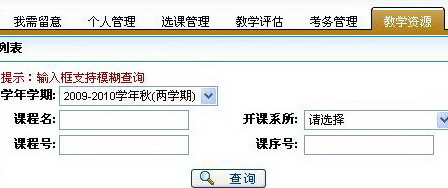 我需留意 个人管理 选课管理 教学评估 考务管理 教学资源
列表
提示：输入框支持模糊查询
学年学期: 2009-2010学年秋(两学期)
课程名: 开课系所: 请选择
课程号: 课序号:
查询